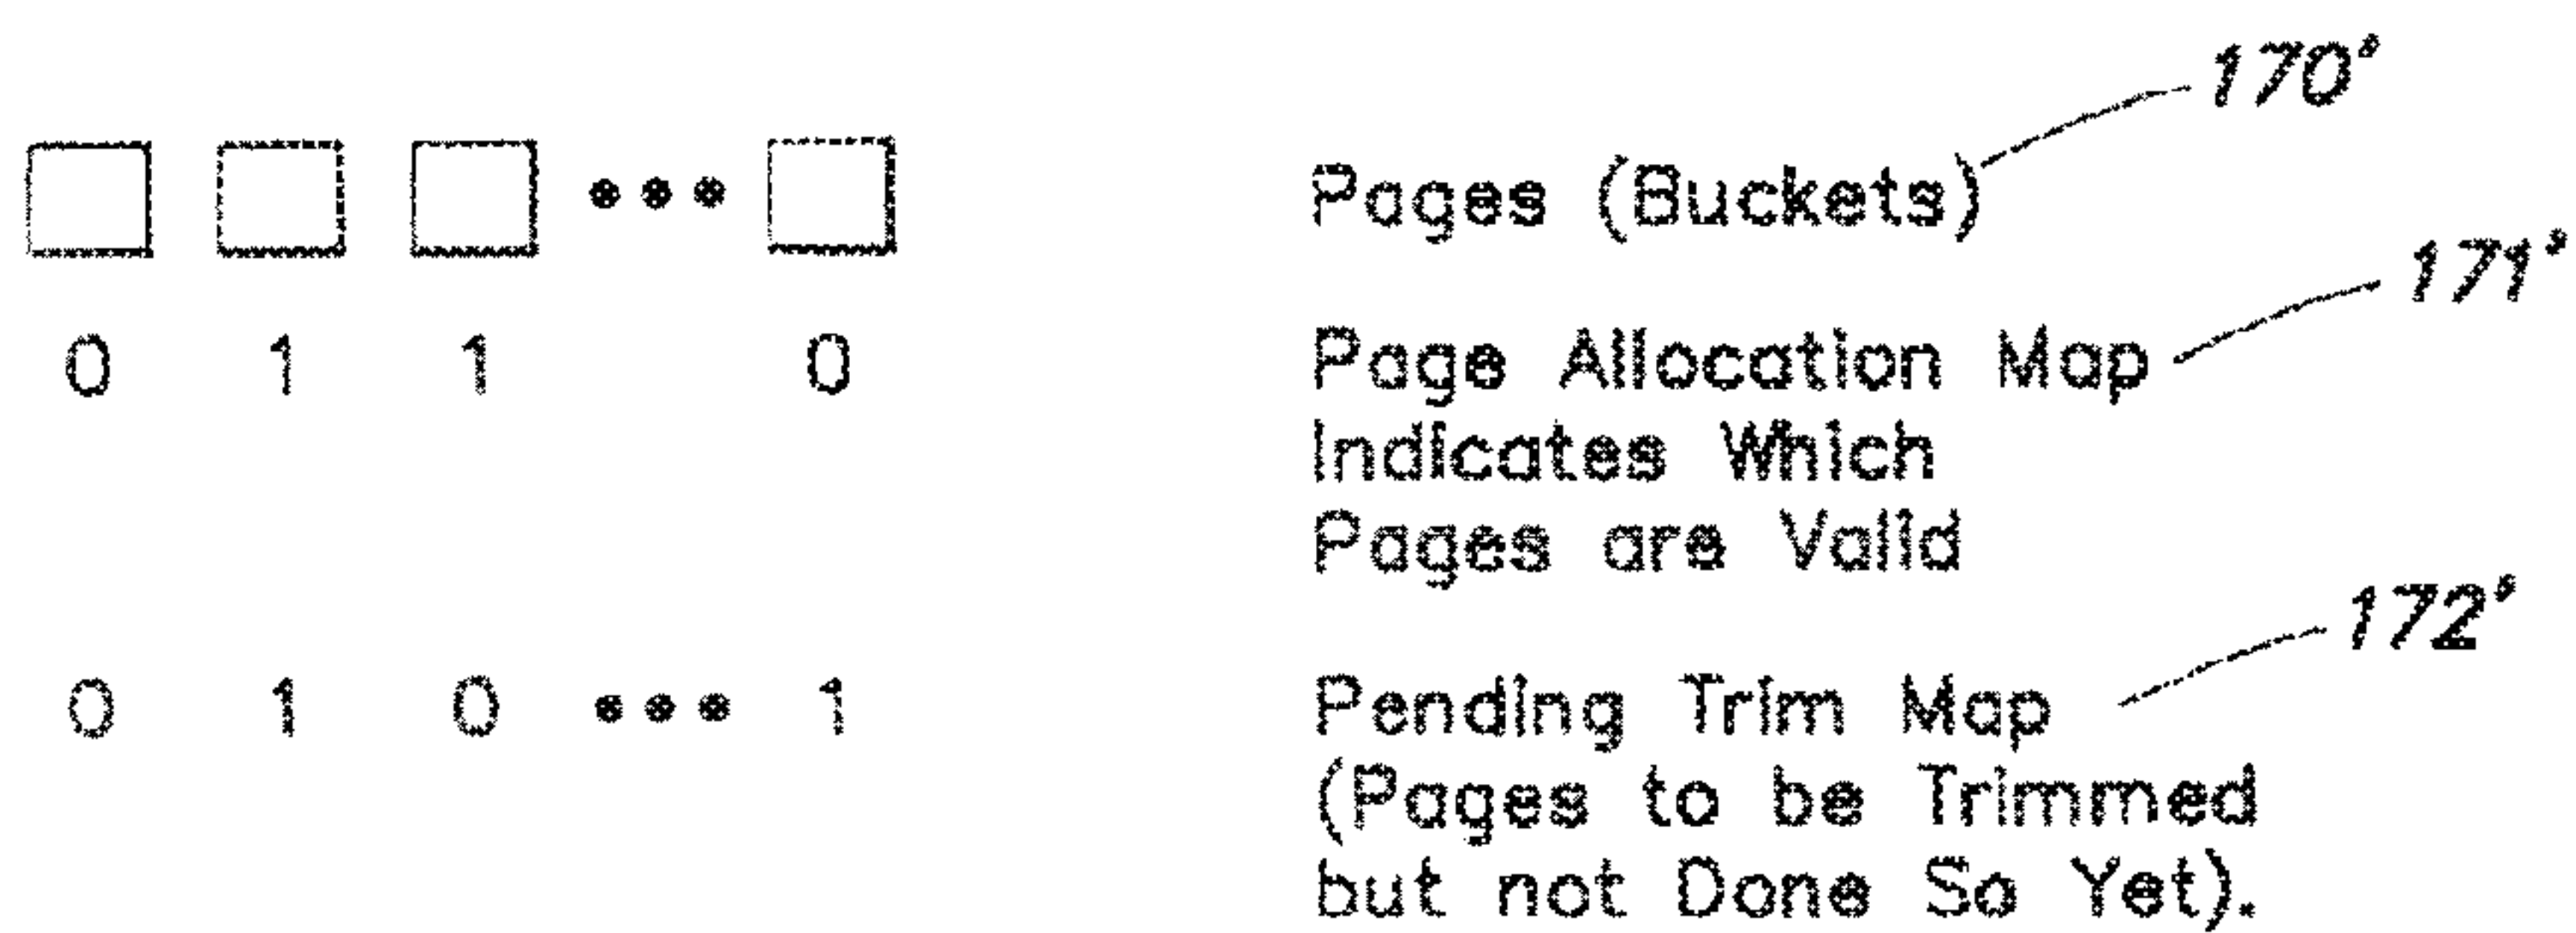 170'
Pages (Buckets)
171'
0 1 1 0 Page Allocation Map
Indicates Which
Pages are Valid
172'
0 1 0 ••• 1 Pending Trim Map
(Pages to be Trimmed
but not Done So Yet).